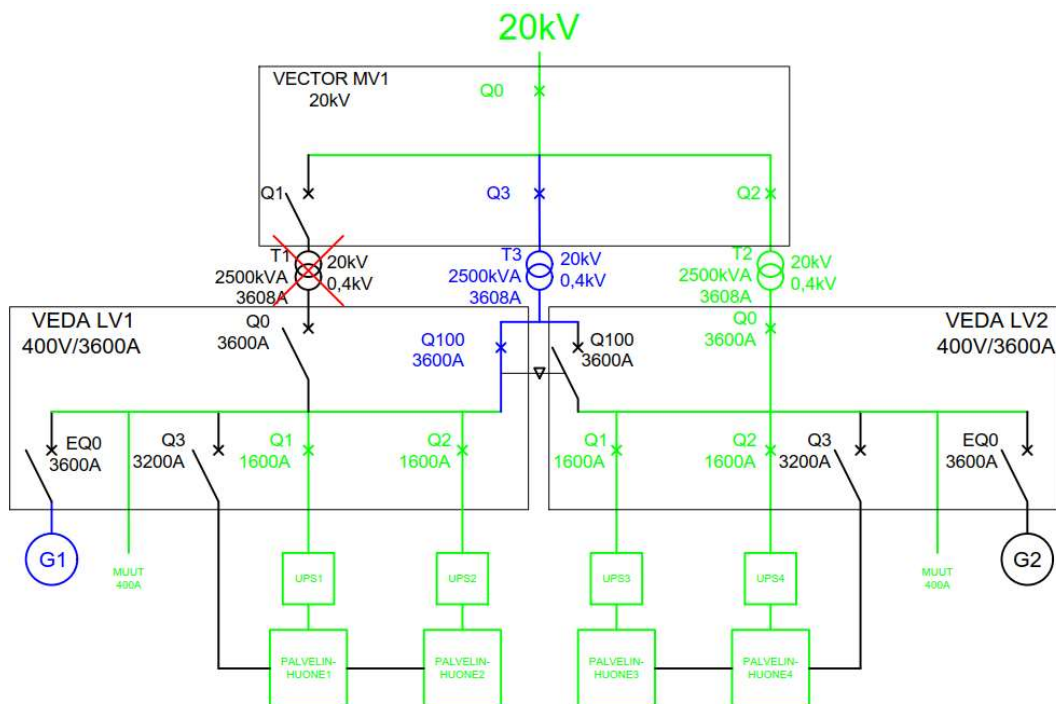 20kV
VECTOR MV1
20kV
Q0
Q1
Q3
Q2
T1
2500kVA
3608A
20kV
0,4kV
T3
2500kVA
3608A
20kV
0,4kV
T2
2500kVA
3608A
20kV
0,4kV
VEDA LV1
400V/3600A
Q0
3600A
Q100
3600A
Q100
3600A
Q0
3600A
VEDA LV2
400V/3600A
EQ0
3600A
Q3
3200A
Q1
1600A
Q2
1600A
Q1
1600A
Q2
1600A
Q3
3200A
EQ0
3600A
G1
MUUT
400A
UPS1
UPS2
UPS3
UPS4
MUUT
400A
G2
PALVELIN-
HUONE1
PALVELIN-
HUONE2
PALVELIN-
HUONE3
PALVELIN-
HUONE4